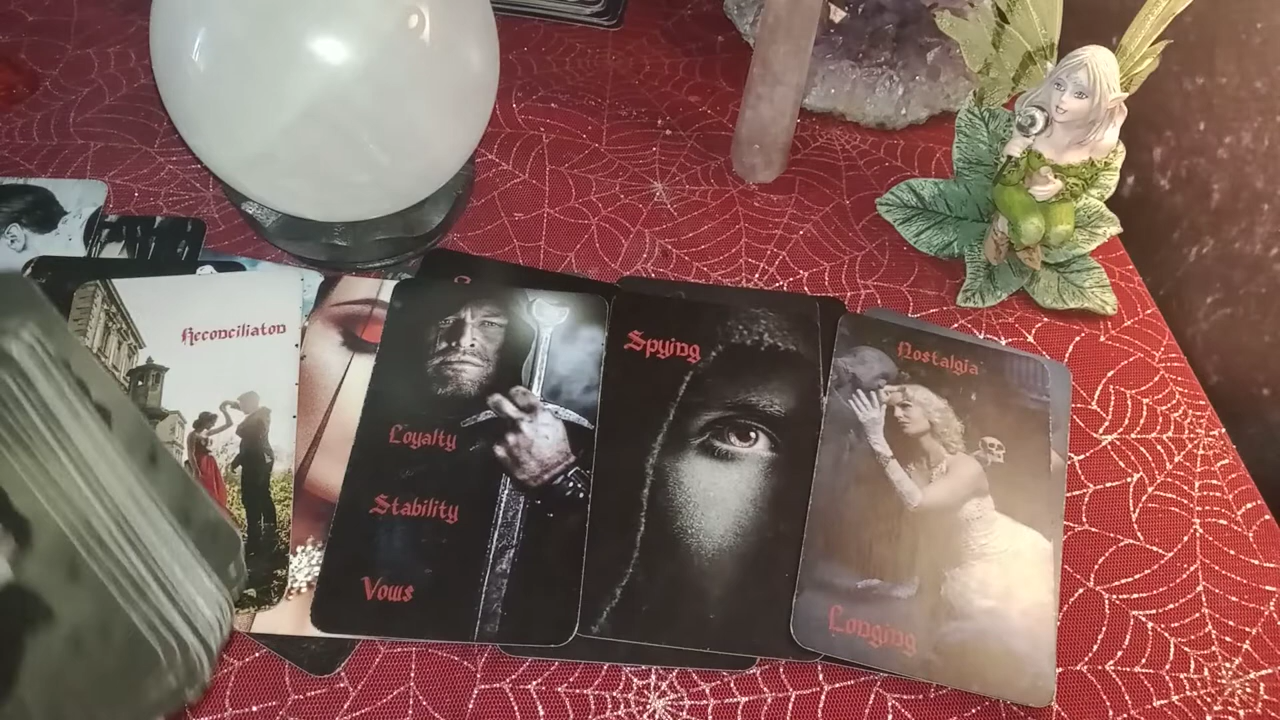 Reconciliaton
Loyalty
Stability
Vows
Spying
Nostalgia
Longing